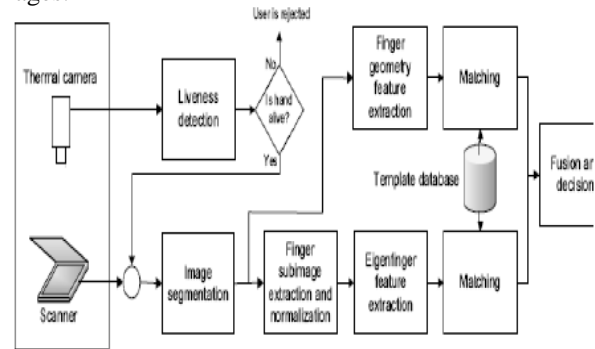 ages.
User is rejected
Thermal camera
Liveness
detection
No
Is hand
alive?
Yes
Finger
geometry
feature
extraction
Matching
Template database
Fusion an
decision
Scanner
Image
segmentation
Finger
subimage
extraction and
normalization
Eigenfinger
feature
extraction
Matching